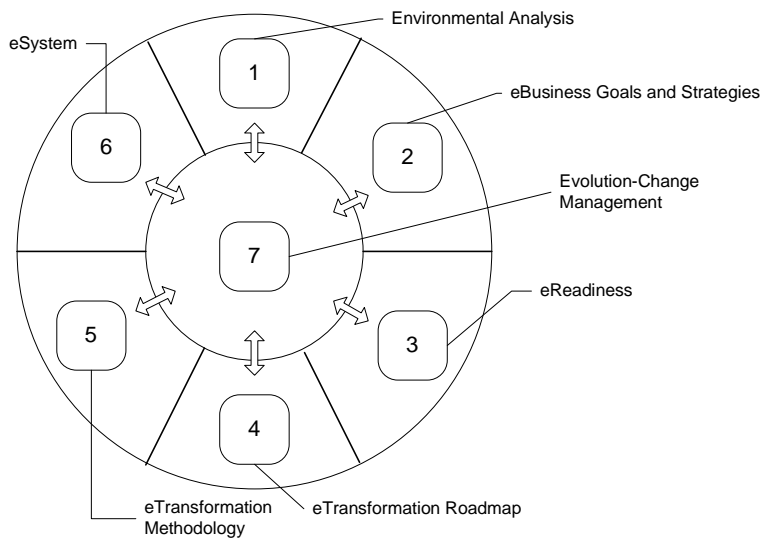 Environmental Analysis
eSystem
1
eBusiness Goals and Strategies
6
2
Evolution-Change
Management
7
eReadiness
5
3
4
eTransformation
Methodology
eTransformation Roadmap